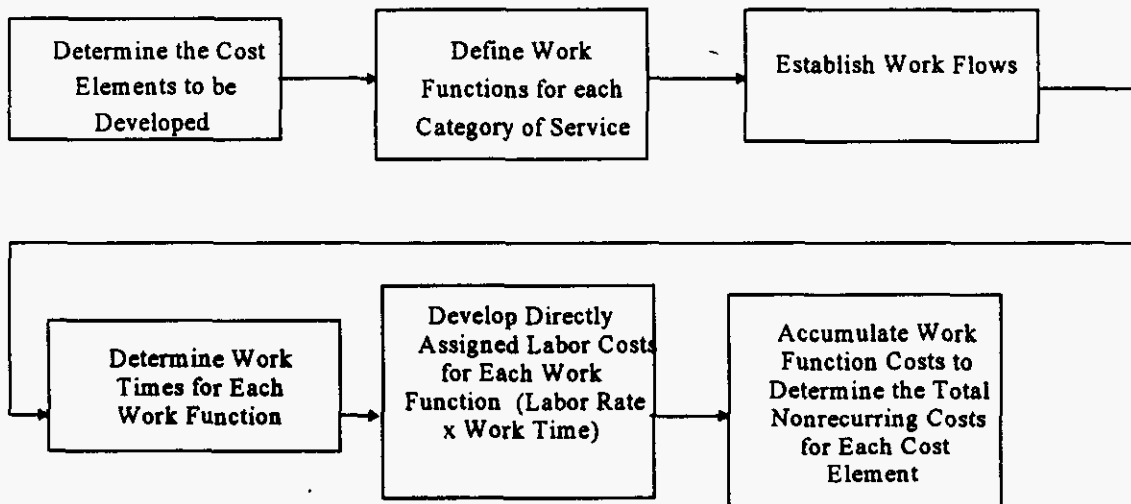 Determine the Cost
Elements to be
Developed
Define Work
Functions for each
Category of Service
Establish Work Flows
Determine Work
Times for Each
Work Function
Develop Directly
Assigned Labor Costs
for Each Work
Function (Labor Rate
x Work Time)
Accumulate Work
Function Costs to
Determine the Total
Nonrecurring Costs
for Each Cost
Element